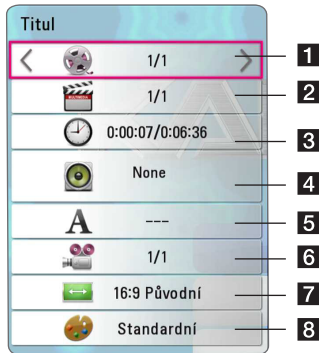 Titul
1/1 1
1/1 2
0:00:07/0:06:36 3
None 4
A --- 5
1/1 6
16:9 Původní 7
Standardní 8